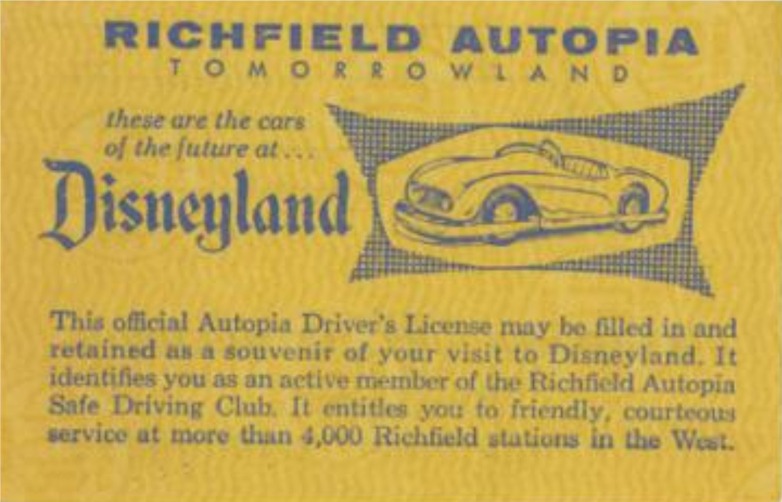 RICHFIELD AUTOPIA
TOMORROWLAND
these are the cars
of the future at...
Disneyland
This official Autopia Driver's License may be filled in and
retained as a souvenir of your visit to Disneyland. It
identifies you as an active member of the Richfield Autopia
Safe Driving Club. It entitles you to friendly, courteous
service at more than 4,000 Richfield stations in the West.